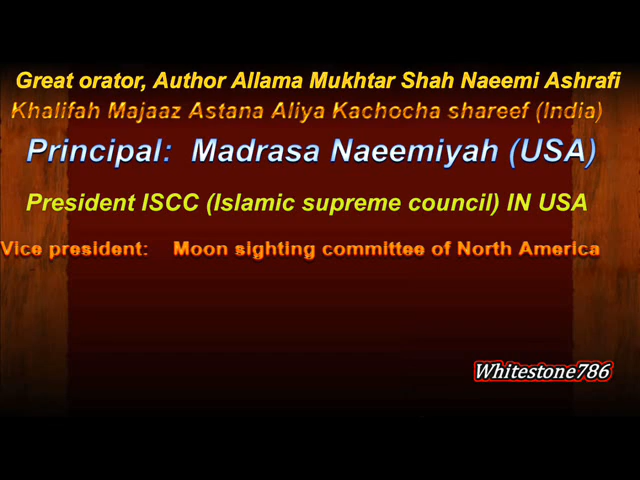 Great orator, Author Allama Mukhtar Shah Naeemi Ashrafi
Khalifah Majaaz Astana Aliya Kachocha shareef (India)
Principal: Madrasa Naeemiyah (USA)
President ISCC (Islamic supreme council) IN USA
Vice president: Moon sighting committee of North America
Whitestone786